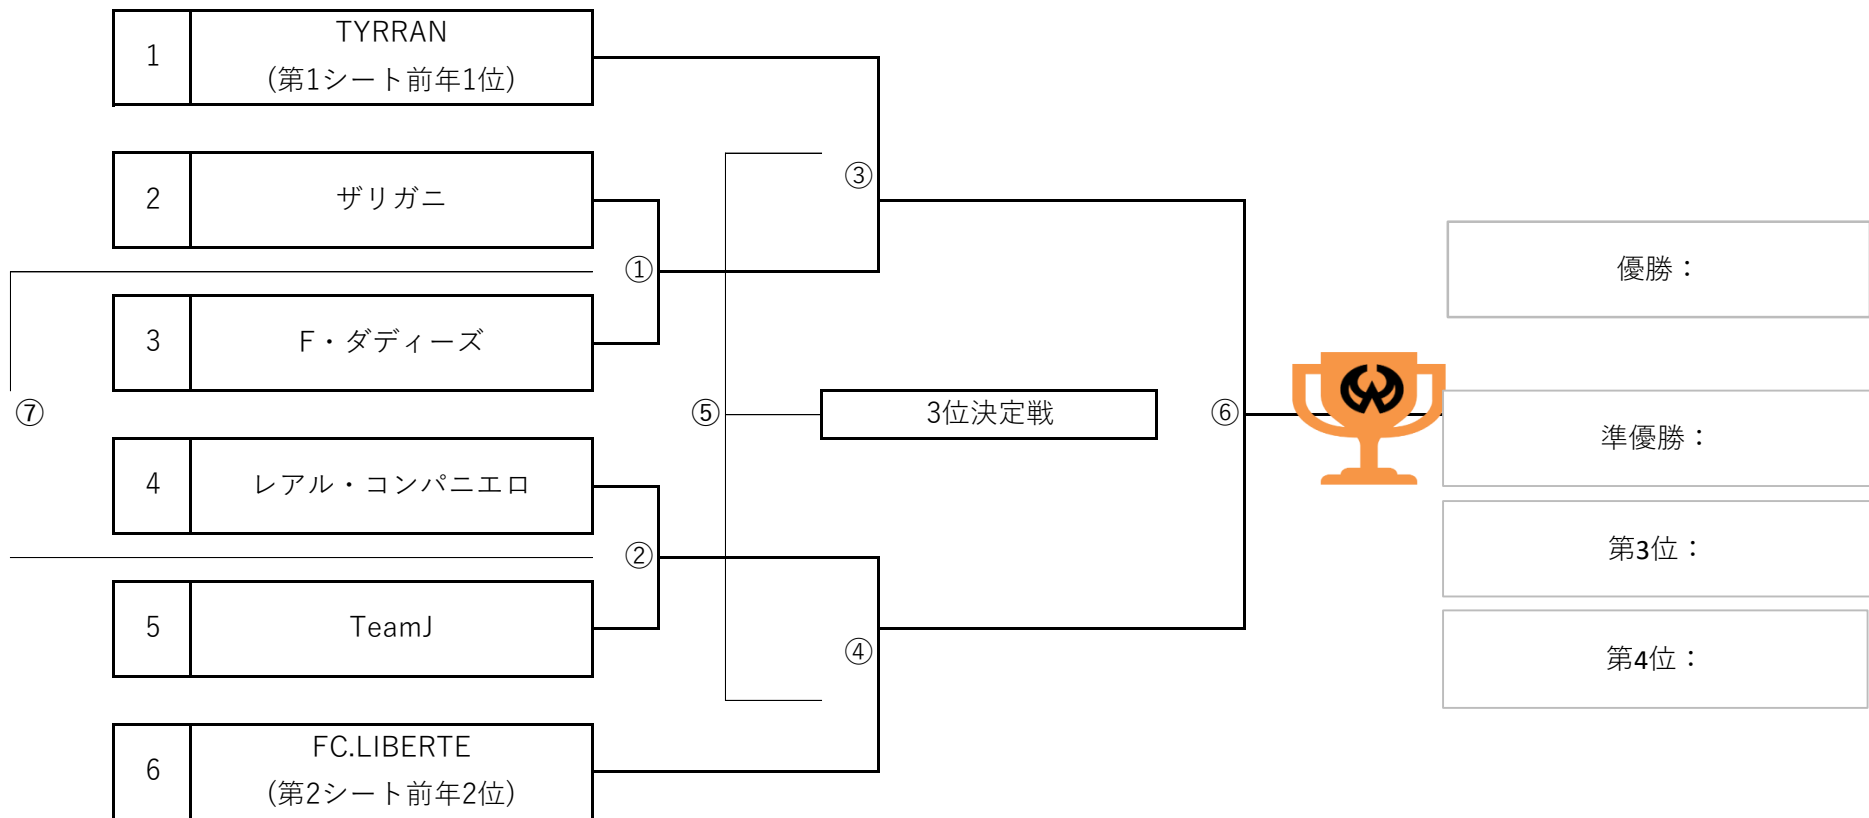 1
TYRRAN
(第1シート前年1位)
2
ザリガニ
3
F・ダディーズ
4
レアル・コンパニエロ
5
TeamJ
6
FC.LIBERTE
(第2シート前年2位)
⑦
①
②
③
④
⑤
3位決定戦
⑥
優勝：
準優勝：
第3位：
第4位：